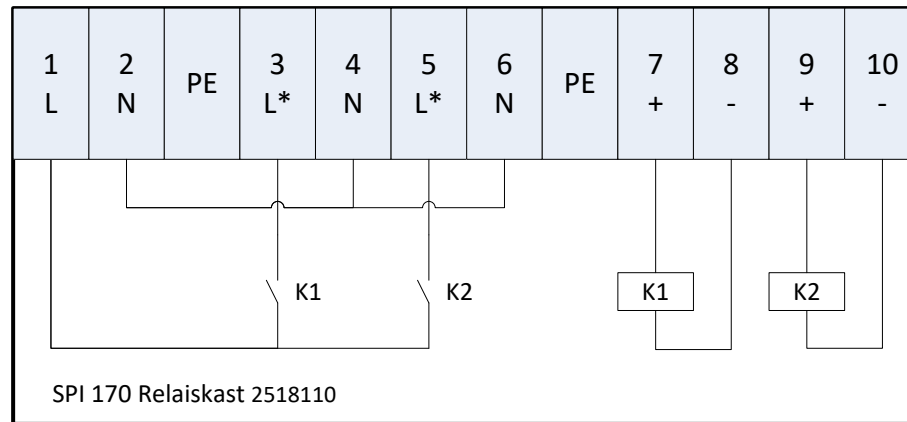 1 2 PE 3 4 5 6 PE 7 8 9 10
L N L* N L* N + - + -
K1 K2 K1 K2
SPI 170 Relaiskast 2518110